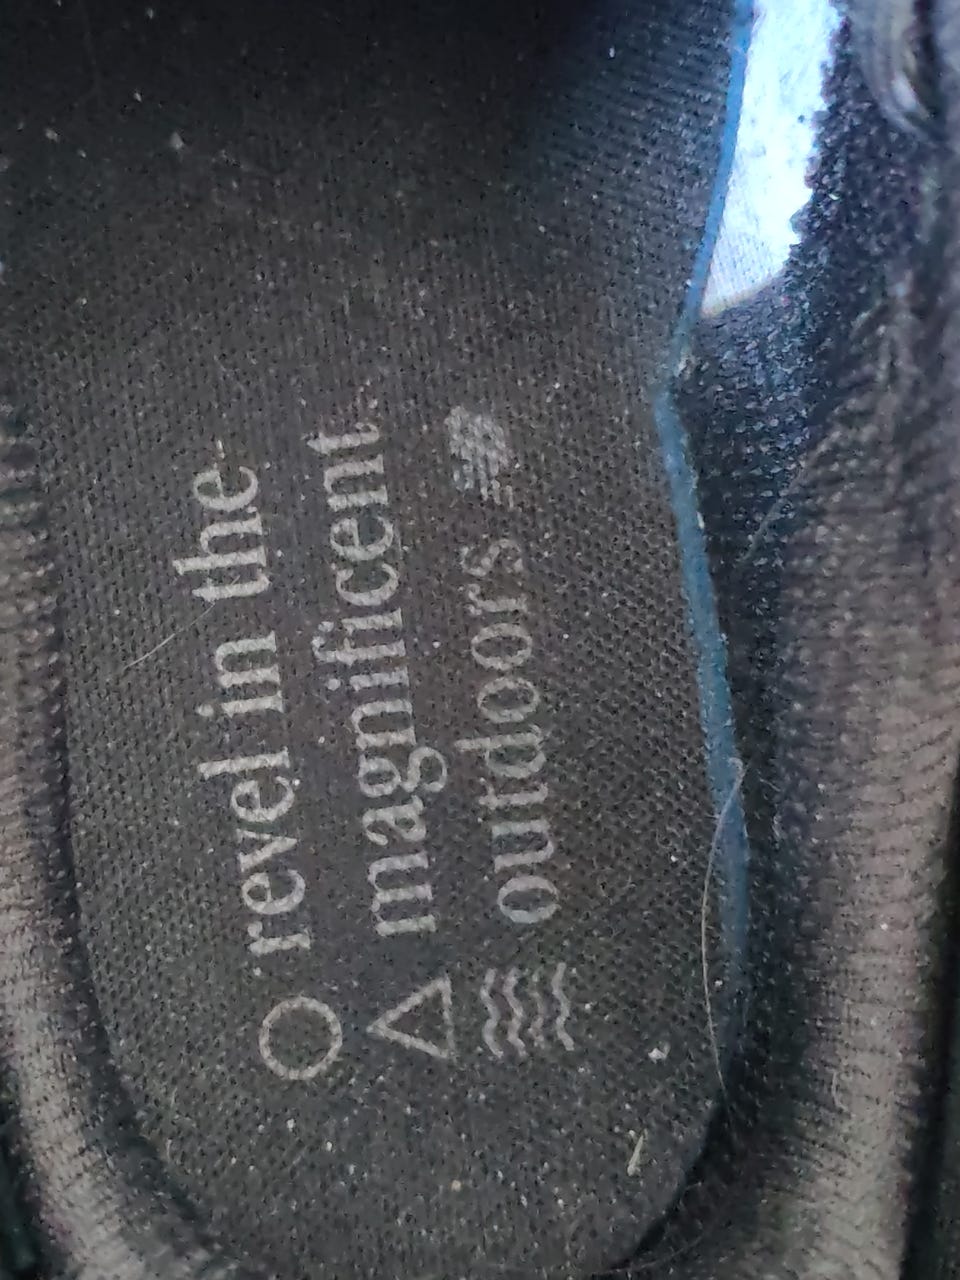 revel in the
magnificent
outdoors